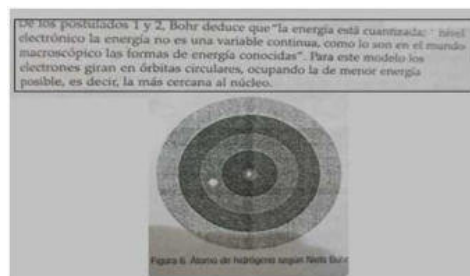 De los postulados 1 y 2, Bohr deduce que "la energía está cuantizada; nivel
electrónico la energía no es una variable continua, como lo son en el mundo
macroscópico las formas de energía conocidas". Para este modelo los
electrones giran en órbitas circulares, ocupando la de menor energía
posible, es decir, la más cercana al núcleo.
Figura 6. Átomo de hidrógeno según Niels